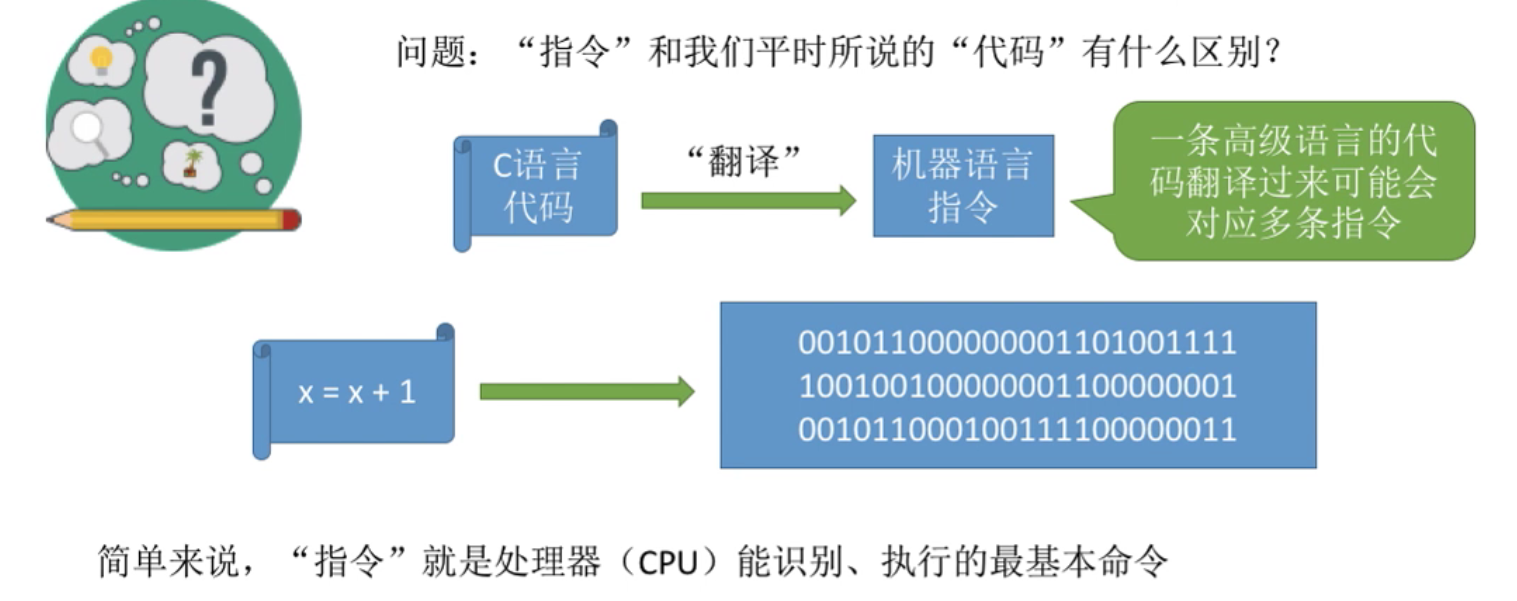 问题：“指令”和我们平时所说的“代码”有什么区别？
C语言
代码
“翻译”
机器语言
指令
一条高级语言的代
码翻译过来可能会
对应多条指令
x = x + 1
001011000000001101001111
100100100000001100000001
001011000100111100000011
简单来说，“指令”就是处理器（CPU）能识别、执行的最基本命令